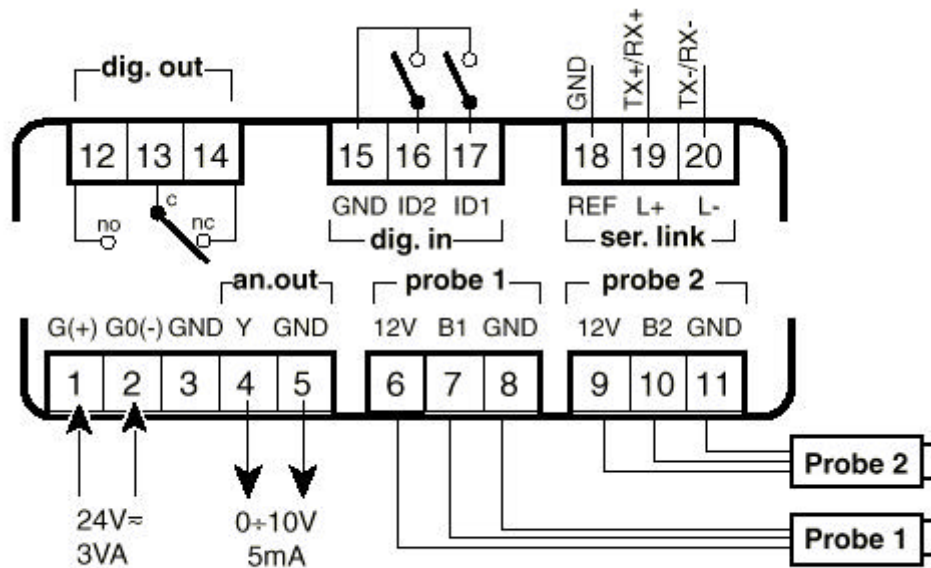 dig. out
GND TX+/RX+ TX-/RX-
12 13 14 15 16 17 18 19 20
no c nc
GND ID2 ID1 REF L+ L-
dig. in ser. link
an.out probe 1 probe 2
G(+) G0(-) GND Y GND 12V B1 GND 12V B2 GND
1 2 3 4 5 6 7 8 9 10 11
Probe 2
24V≂ 0÷10V
Probe 1
3VA 5mA